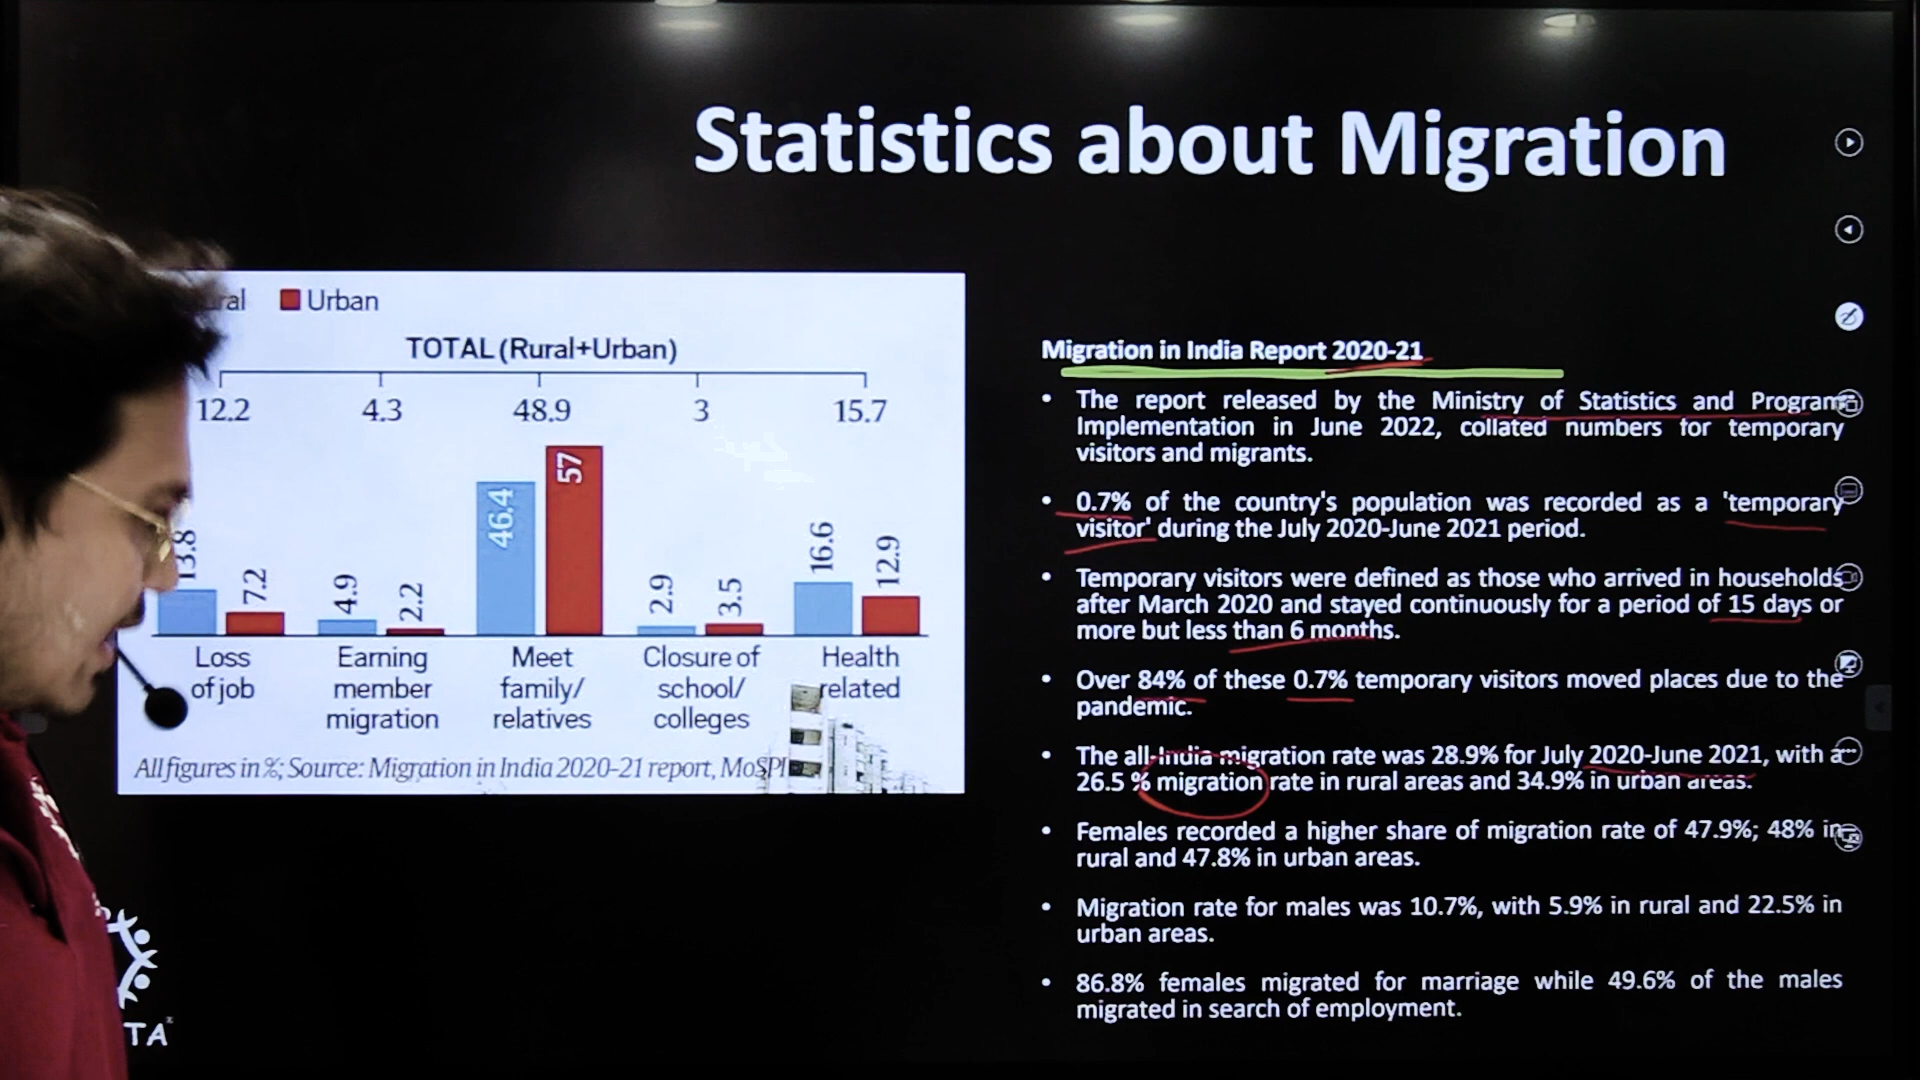 Statistics about Migration
Urban
TOTAL (Rural+Urban)
12.2 4.3 48.9 3 15.7
13.8 7.2 4.9 2.2 46.4 57 2.9 3.5 16.6 12.9
Loss of job
Earning member migration
Meet family/ relatives
Closure of school/ colleges
Health related
All figures in %; Source: Migration in India 2020-21 report, MoSPI
Migration in India Report 2020-21
• The report released by the Ministry of Statistics and Program
Implementation in June 2022, collated numbers for temporary
visitors and migrants.
• 0.7% of the country's population was recorded as a 'temporary
visitor' during the July 2020-June 2021 period.
• Temporary visitors were defined as those who arrived in households
after March 2020 and stayed continuously for a period of 15 days or
more but less than 6 months.
• Over 84% of these 0.7% temporary visitors moved places due to the
pandemic.
• The all-India migration rate was 28.9% for July 2020-June 2021, with a
26.5 % migration rate in rural areas and 34.9% in urban areas.
• Females recorded a higher share of migration rate of 47.9%; 48% in
rural and 47.8% in urban areas.
• Migration rate for males was 10.7%, with 5.9% in rural and 22.5% in
urban areas.
• 86.8% females migrated for marriage while 49.6% of the males
migrated in search of employment.